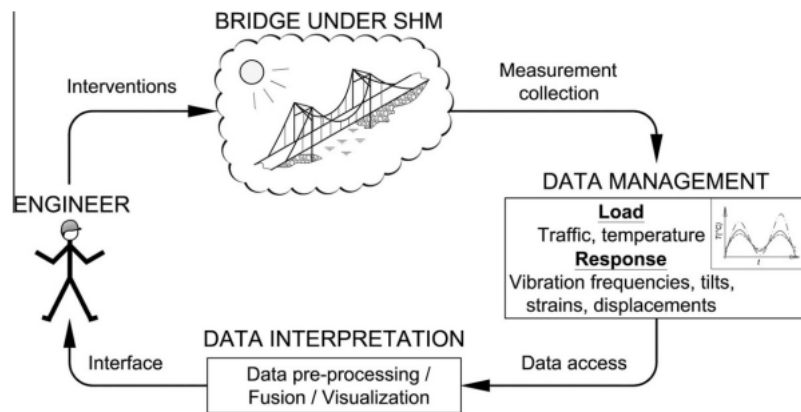 BRIDGE UNDER SHM
Interventions
Measurement
collection
ENGINEER
DATA MANAGEMENT
Load
Traffic, temperature
Response
Vibration frequencies, tilts,
strains, displacements
T(°C)
t
DATA INTERPRETATION
Interface
Data pre-processing /
Fusion / Visualization
Data access